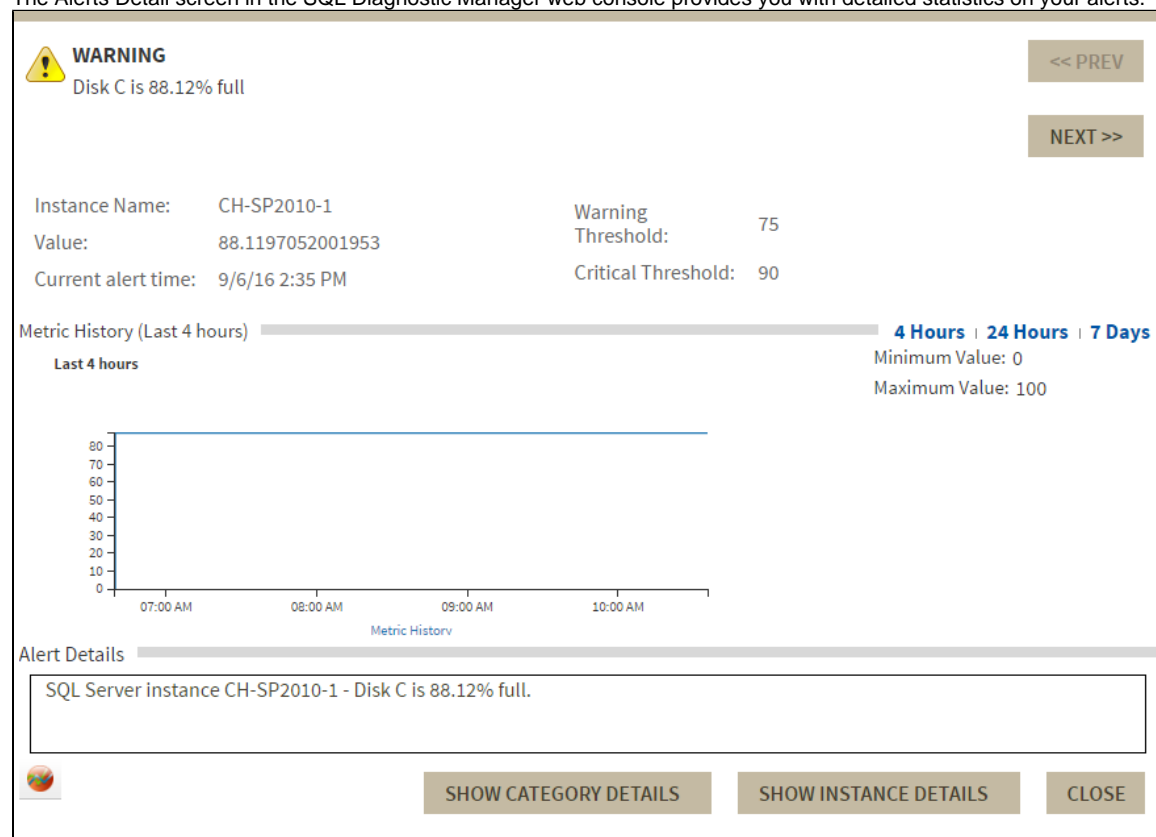 The Alerts Detail screen in the SQL Diagnostic Manager web console provides you with detailed statistics on your alerts.
WARNING
Disk C is 88.12% full
<< PREV
NEXT >>
Instance Name: CH-SP2010-1
Value: 88.1197052001953
Current alert time: 9/6/16 2:35 PM
Warning
Threshold: 75
Critical Threshold: 90
Metric History (Last 4 hours)
4 Hours | 24 Hours | 7 Days
Minimum Value: 0
Maximum Value: 100
Last 4 hours
80
70
60
50
40
30
20
10
0
07:00 AM 08:00 AM 09:00 AM 10:00 AM
Metric History
Alert Details
SQL Server instance CH-SP2010-1 - Disk C is 88.12% full.
SHOW CATEGORY DETAILS
SHOW INSTANCE DETAILS
CLOSE